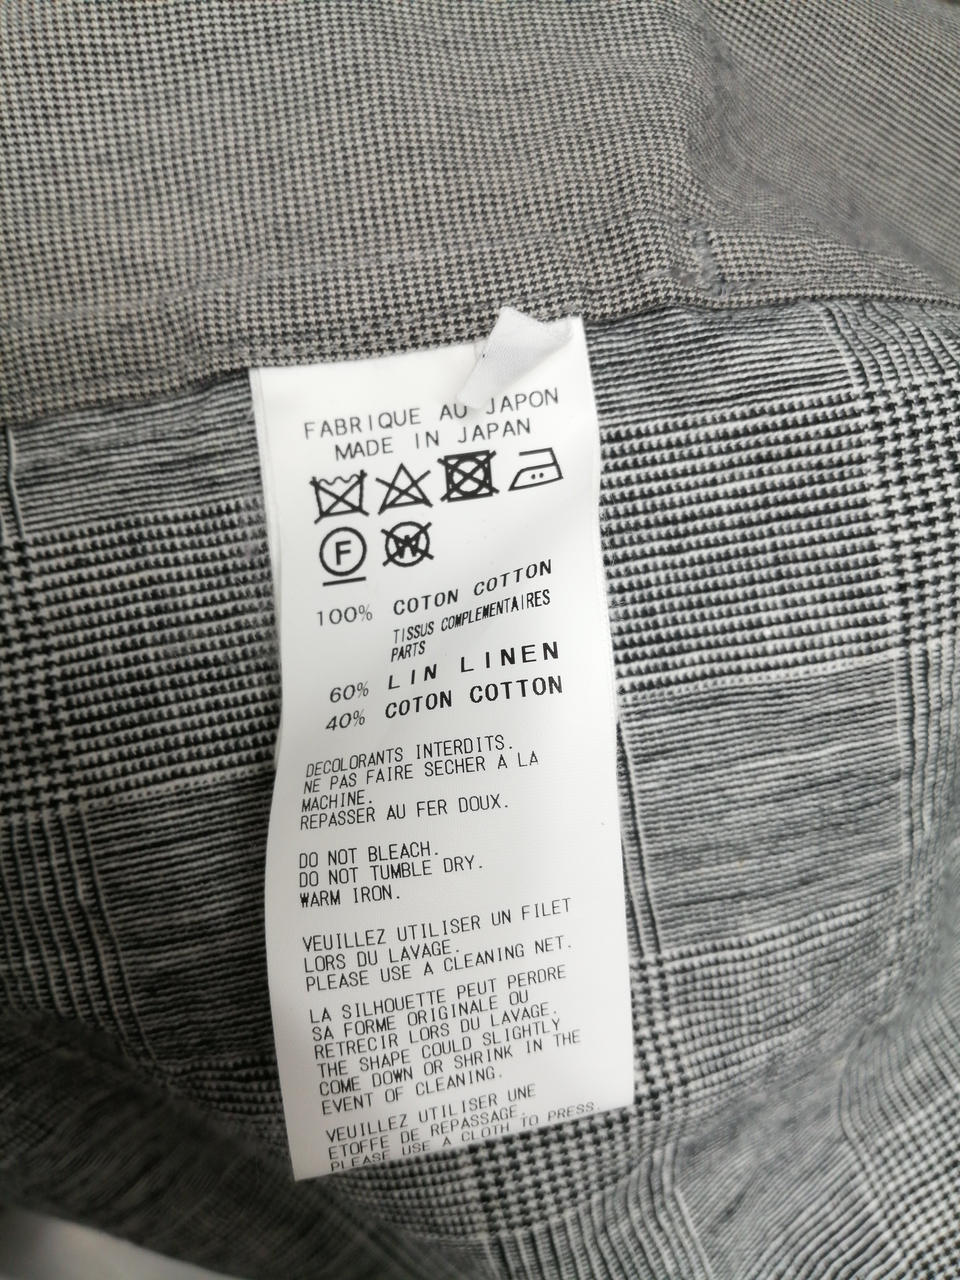 FABRIQUE AU JAPON
MADE IN JAPAN
F W
100% COTON COTTON
TISSUS COMPLEMENTAIRES
PARTS
60% LIN LINEN
40% COTON COTTON
DECOLORANTS INTERDITS.
NE PAS FAIRE SECHER A LA
MACHINE.
REPASSER AU FER DOUX.
DO NOT BLEACH.
DO NOT TUMBLE DRY.
WARM IRON.
VEUILLEZ UTILISER UN FILET
LORS DU LAVAGE.
PLEASE USE A CLEANING NET.
LA SILHOUETTE PEUT PERDRE
SA FORME ORIGINALE OU
RETRECIR LORS DU LAVAGE.
THE SHAPE COULD SLIGHTLY
COME DOWN OR SHRINK IN THE
EVENT OF CLEANING.
VEUILLEZ UTILISER UNE
ETOFFE DE REPASSAGE.
PLEASE USE A CLOTH TO PRESS.